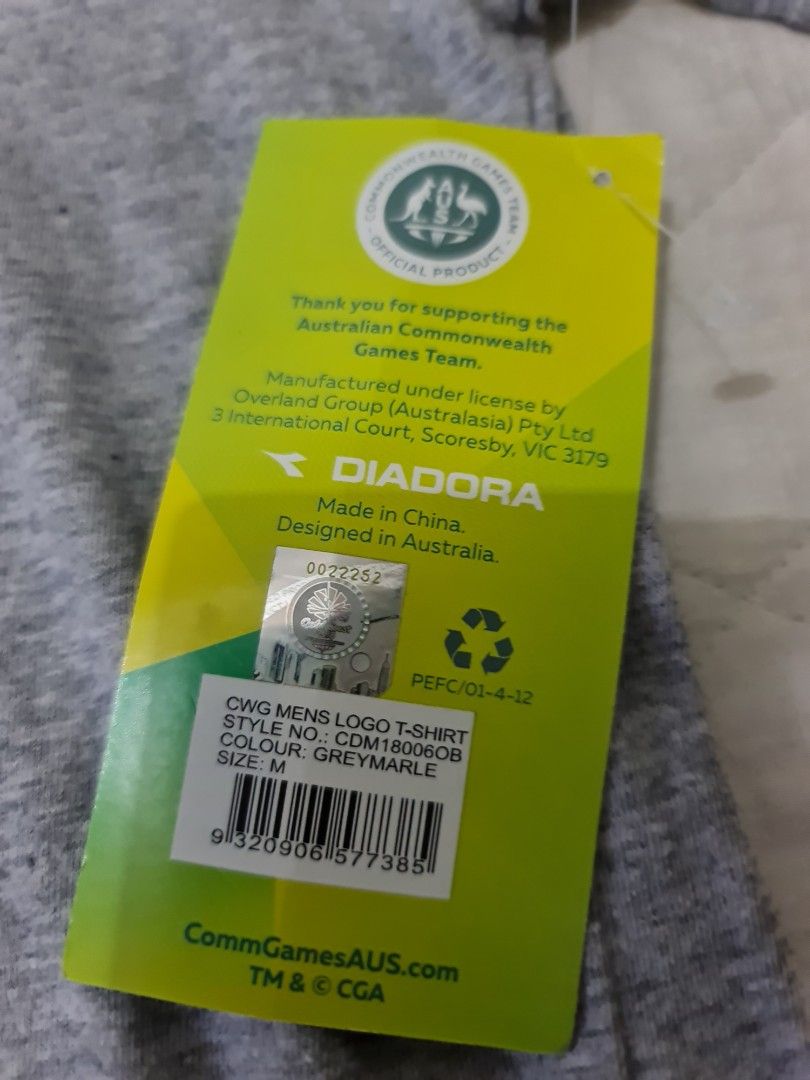 COMMONWEALTH GAMES TEAM
AUS
- OFFICIAL PRODUCT -
Thank you for supporting the
Australian Commonwealth
Games Team.
Manufactured under license by
Overland Group (Australasia) Pty Ltd
3 International Court, Scoresby, VIC 3179
DIADORA
Made in China.
Designed in Australia.
0022252
PEFC/01-4-12
CWG MENS LOGO T-SHIRT
STYLE NO.: CDM18006OB
COLOUR: GREYMARLE
SIZE: M
9 320906 577385
CommGamesAUS.com
TM & © CGA